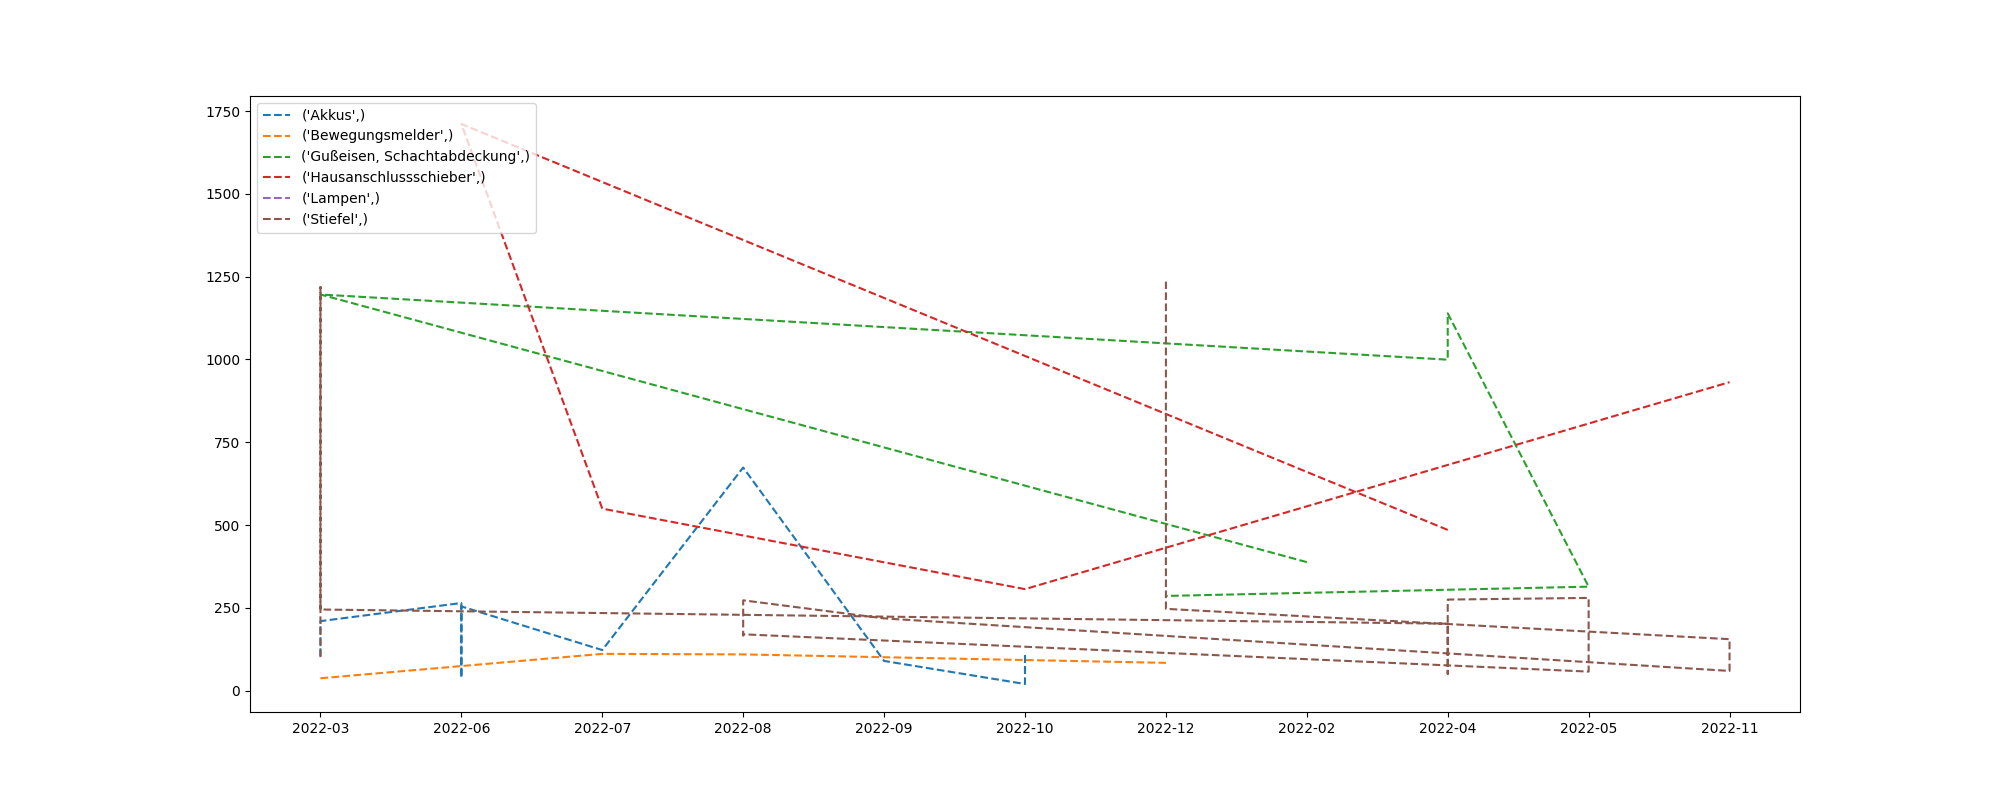 1750
1500
1250
1000
750
500
250
0
('Akkus',)
('Bewegungsmelder',)
('Gußeisen, Schachtabdeckung',)
('Hausanschlussschieber',)
('Lampen',)
('Stiefel',)
2022-03 2022-06 2022-07 2022-08 2022-09 2022-10 2022-12 2022-02 2022-04 2022-05 2022-11